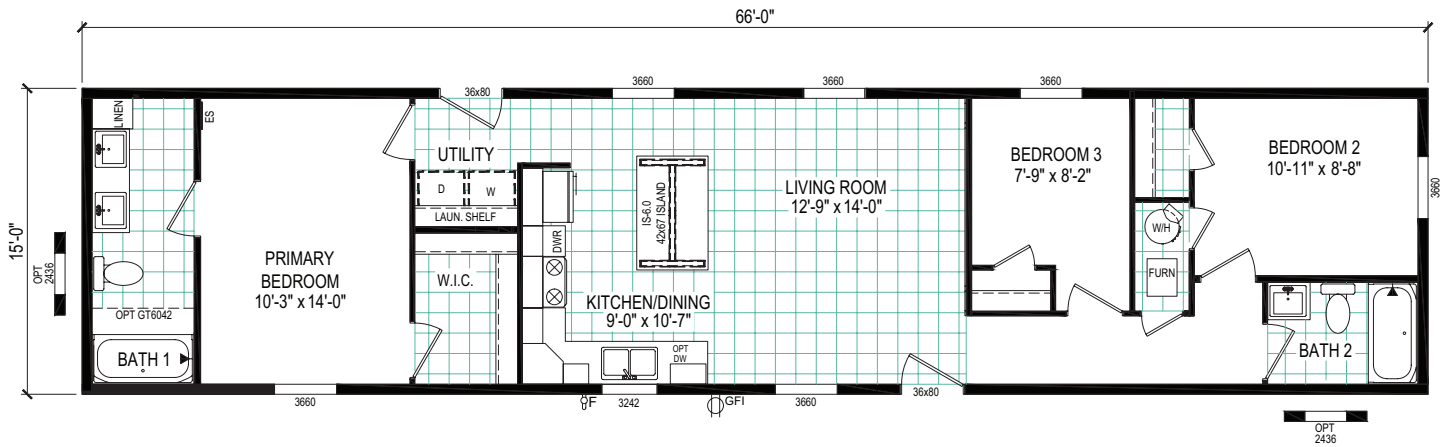 66'-0"
15'-0"
36x80
3660
3660
3660
LINEN
ES
UTILITY
D
W
LAUN. SHELF
W.I.C.
PRIMARY
BEDROOM
10'-3" x 14'-0"
OPT GT6042
BATH 1
OPT
2436
3660
DWR
IS-6.0
42x67 ISLAND
KITCHEN/DINING
9'-0" x 10'-7"
OPT
DW
F
3242
GFI
LIVING ROOM
12'-9" x 14'-0"
3660
36x80
BEDROOM 3
7'-9" x 8'-2"
W/H
FURN
BEDROOM 2
10'-11" x 8'-8"
3660
BATH 2
OPT
2436